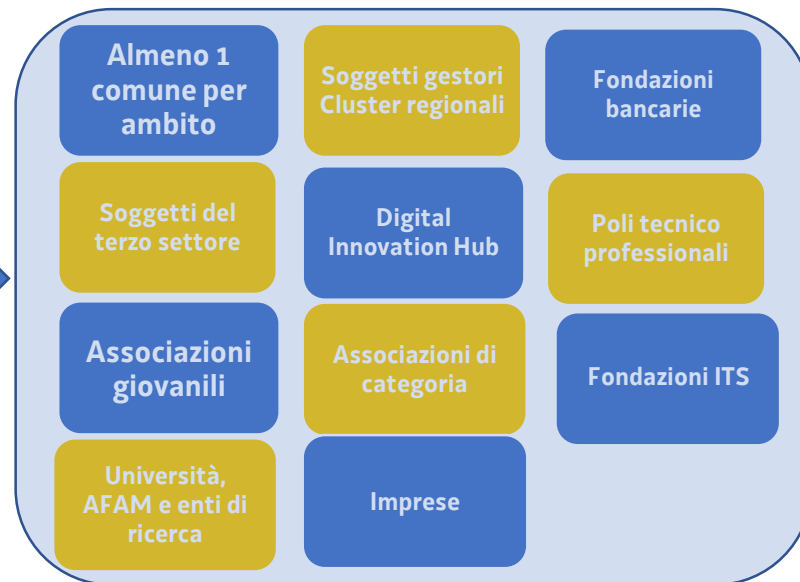 Almeno 1
comune per
ambito
Soggetti gestori
Cluster regionali
Fondazioni
bancarie
Soggetti del
terzo settore
Digital
Innovation Hub
Poli tecnico
professionali
Associazioni
giovanili
Associazioni di
categoria
Fondazioni ITS
Università,
AFAM e enti di
ricerca
Imprese